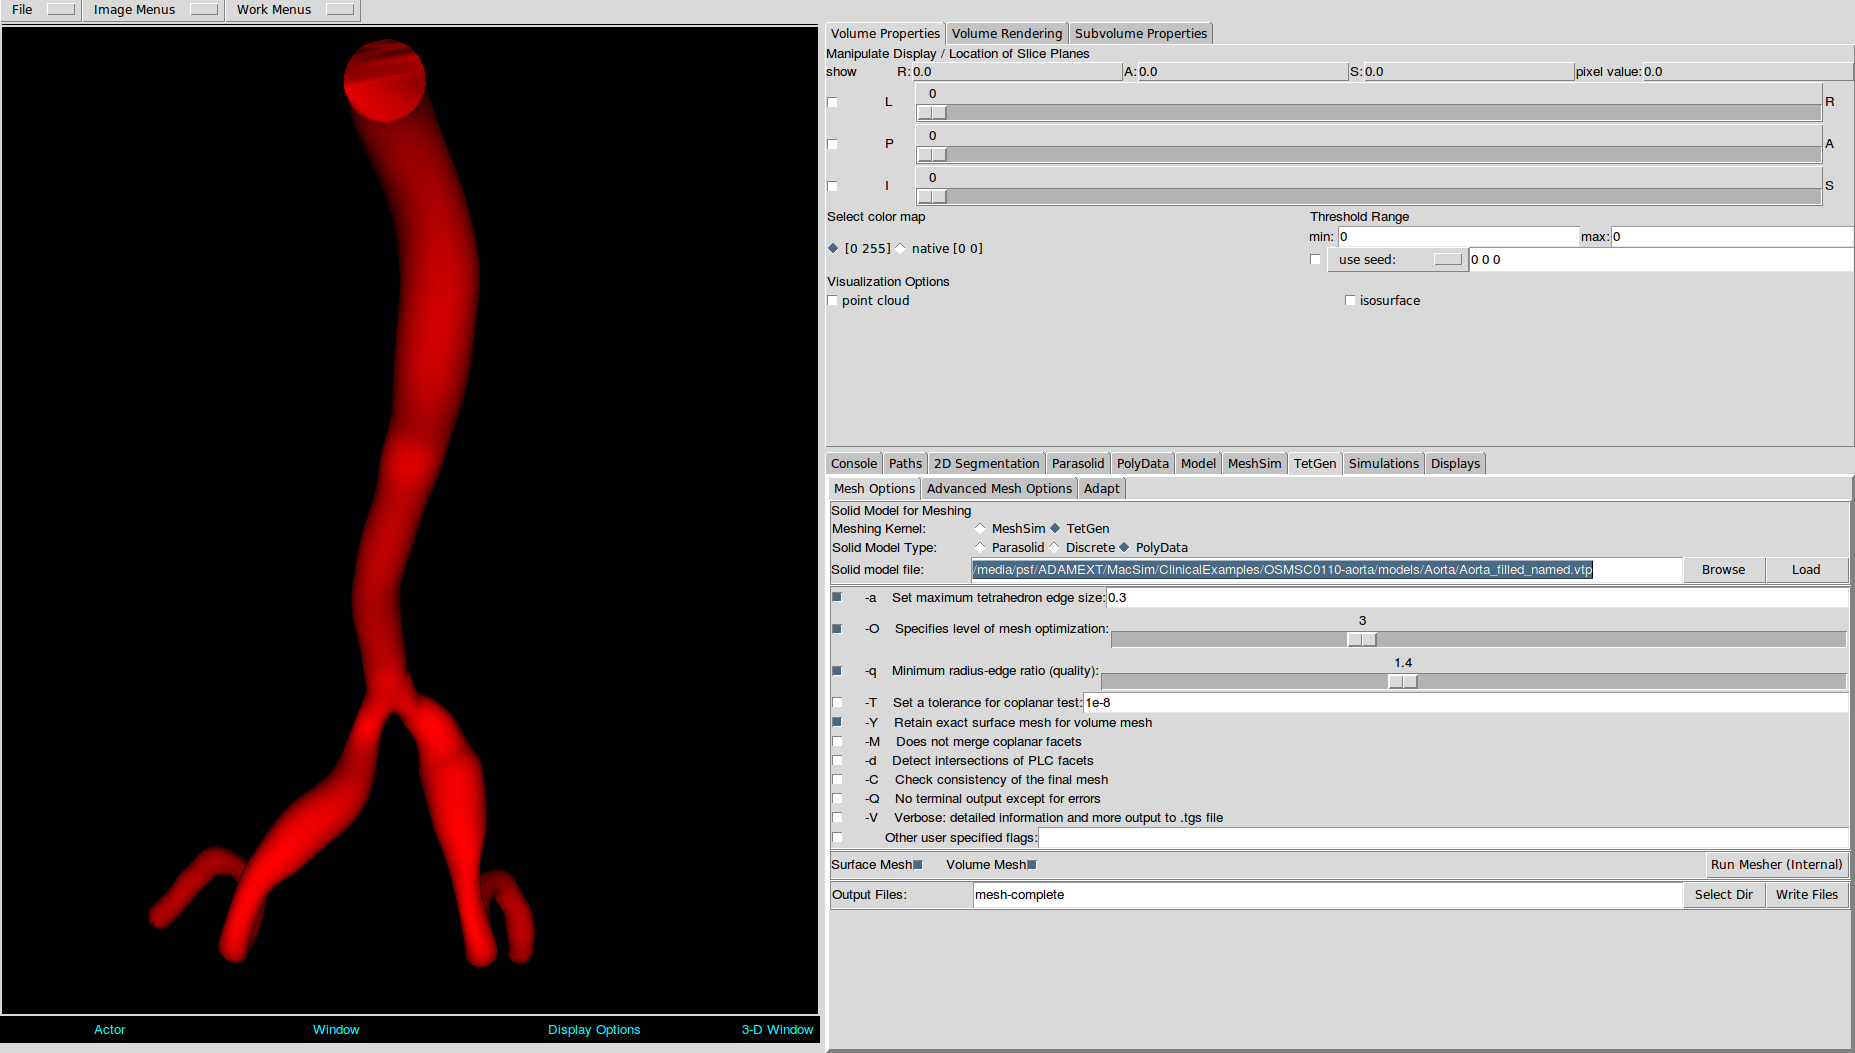 File Image Menus Work Menus
Volume Properties Volume Rendering Subvolume Properties
Manipulate Display / Location of Slice Planes
show R: 0.0 A: 0.0 S: 0.0 pixel value: 0.0
0
L R
0
P A
0
I S
Select color map Threshold Range
min: 0 max: 0
[0 255] native [0 0]
use seed: 0 0 0
Visualization Options
point cloud isosurface
Console Paths 2D Segmentation Parasolid PolyData Model MeshSim TetGen Simulations Displays
Mesh Options Advanced Mesh Options Adapt
Solid Model for Meshing
Meshing Kernel: MeshSim TetGen
Solid Model Type: Parasolid Discrete PolyData
Solid model file: /media/psf/ADAMEXT/MacSim/ClinicalExamples/OSMSC0110-aorta/models/Aorta/Aorta_filled_named.vtp Browse Load
-a Set maximum tetrahedron edge size: 0.3
3
-O Specifies level of mesh optimization:
1.4
-q Minimum radius-edge ratio (quality):
-T Set a tolerance for coplanar test: 1e-8
-Y Retain exact surface mesh for volume mesh
-M Does not merge coplanar facets
-d Detect intersections of PLC facets
-C Check consistency of the final mesh
-Q No terminal output except for errors
-V Verbose: detailed information and more output to .tgs file
Other user specified flags:
Surface Mesh Volume Mesh Run Mesher (Internal)
Output Files: mesh-complete Select Dir Write Files
Actor Window Display Options 3-D Window